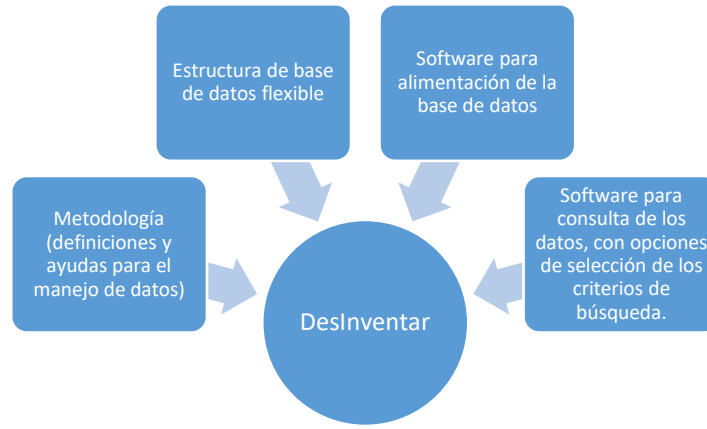 Estructura de base
de datos flexible
Software para
alimentación de la
base de datos
Metodología
(definiciones y
ayudas para el
manejo de datos)
Software para
consulta de los
datos, con opciones
de selección de los
criterios de
búsqueda.
DesInventar